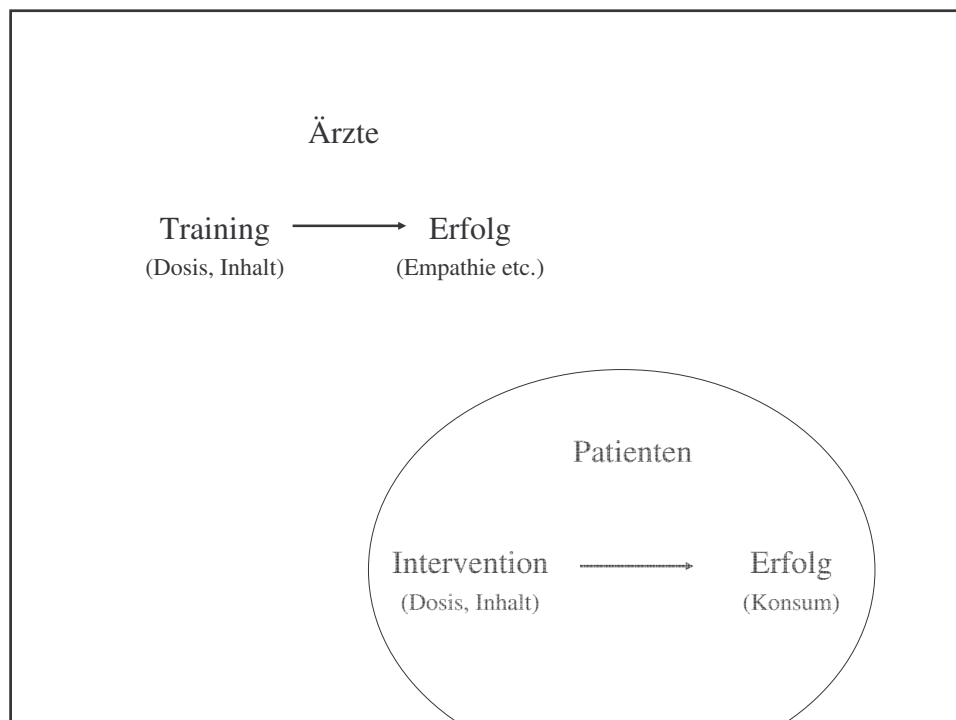 Ärzte
Training Erfolg
(Dosis, Inhalt) (Empathie etc.)
Patienten
Intervention Erfolg
(Dosis, Inhalt) (Konsum)